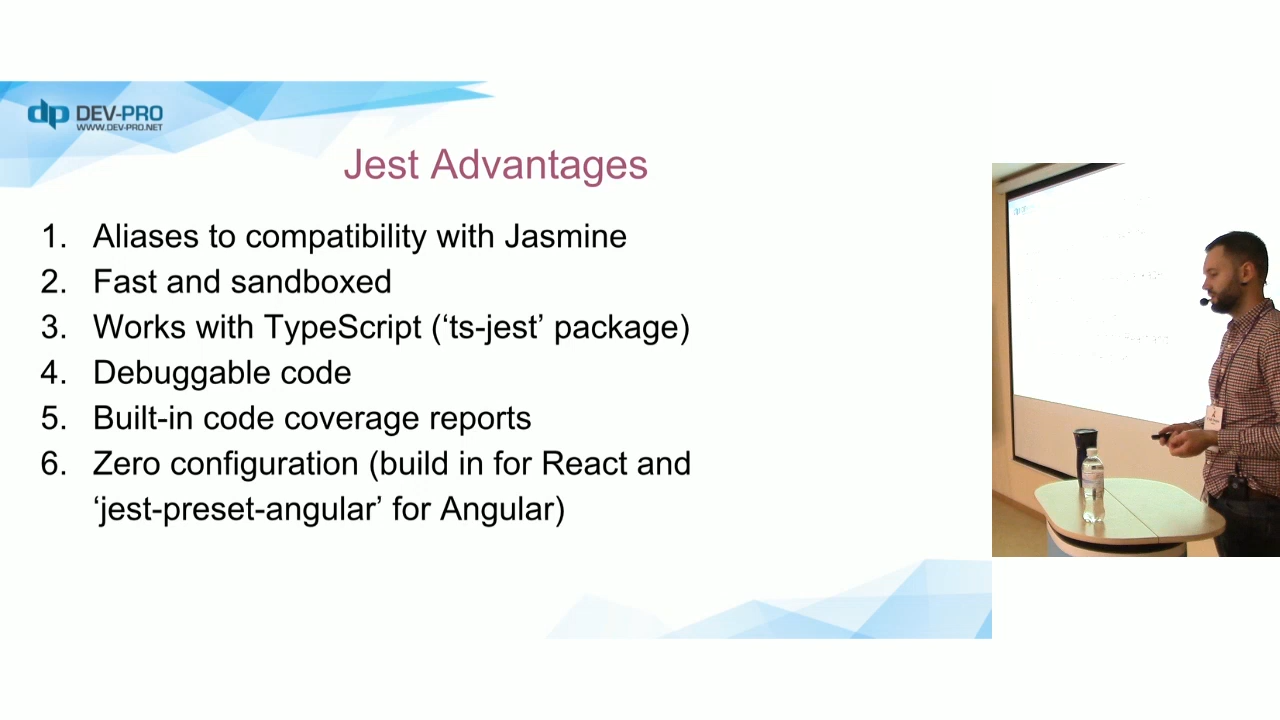 dp DEV-PRO
WWW.DEV-PRO.NET
Jest Advantages
1. Aliases to compatibility with Jasmine
2. Fast and sandboxed
3. Works with TypeScript (‘ts-jest’ package)
4. Debuggable code
5. Built-in code coverage reports
6. Zero configuration (build in for React and
‘jest-preset-angular’ for Angular)